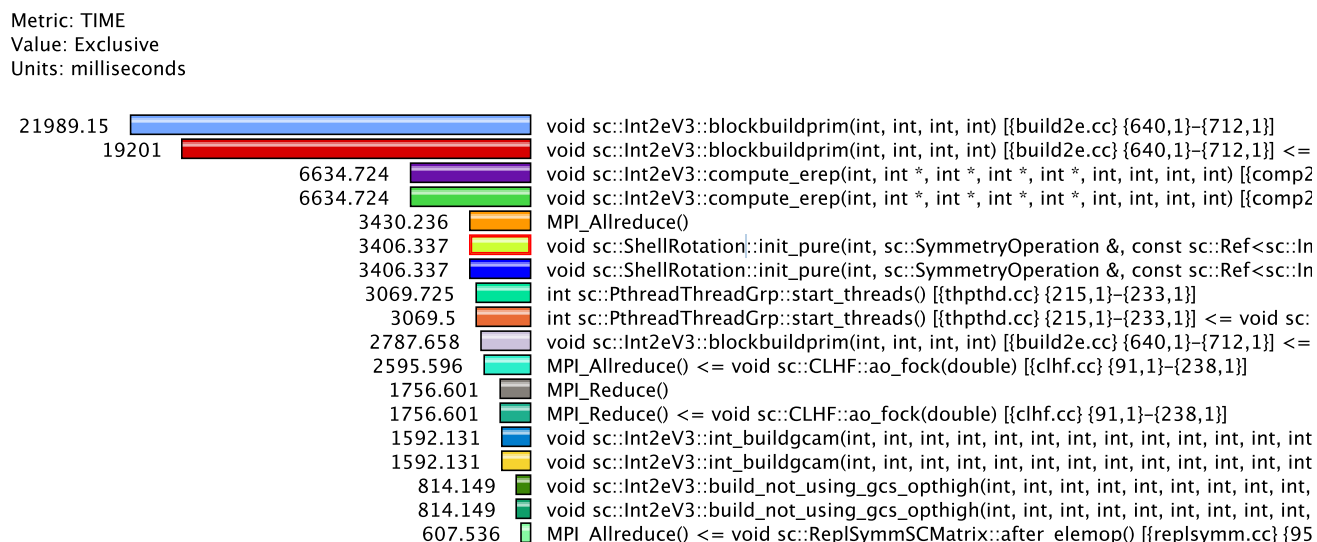 Metric: TIME
Value: Exclusive
Units: milliseconds
21989.15 void sc::Int2eV3::blockbuildprim(int, int, int, int) [{build2e.cc} {640,1}-{712,1}]
19201 void sc::Int2eV3::blockbuildprim(int, int, int, int) [{build2e.cc} {640,1}-{712,1}] <=
6634.724 void sc::Int2eV3::compute_erep(int, int *, int *, int *, int *, int, int, int, int) [{comp2
6634.724 void sc::Int2eV3::compute_erep(int, int *, int *, int *, int *, int, int, int, int) [{comp2
3430.236 MPI_Allreduce()
3406.337 void sc::ShellRotation::init_pure(int, sc::SymmetryOperation &, const sc::Ref<sc::In
3406.337 void sc::ShellRotation::init_pure(int, sc::SymmetryOperation &, const sc::Ref<sc::In
3069.725 int sc::PthreadThreadGrp::start_threads() [{thpthd.cc} {215,1}-{233,1}]
3069.5 int sc::PthreadThreadGrp::start_threads() [{thpthd.cc} {215,1}-{233,1}] <= void sc:
2787.658 void sc::Int2eV3::blockbuildprim(int, int, int, int) [{build2e.cc} {640,1}-{712,1}] <=
2595.596 MPI_Allreduce() <= void sc::CLHF::ao_fock(double) [{clhf.cc} {91,1}-{238,1}]
1756.601 MPI_Reduce()
1756.601 MPI_Reduce() <= void sc::CLHF::ao_fock(double) [{clhf.cc} {91,1}-{238,1}]
1592.131 void sc::Int2eV3::int_buildgcam(int, int, int, int, int, int, int, int, int, int, int, int
1592.131 void sc::Int2eV3::int_buildgcam(int, int, int, int, int, int, int, int, int, int, int, int
814.149 void sc::Int2eV3::build_not_using_gcs_opthigh(int, int, int, int, int, int, int, int,
814.149 void sc::Int2eV3::build_not_using_gcs_opthigh(int, int, int, int, int, int, int, int,
607.536 MPI_Allreduce() <= void sc::ReplSymmSCMatrix::after_elemop() [{replsymm.cc} {95